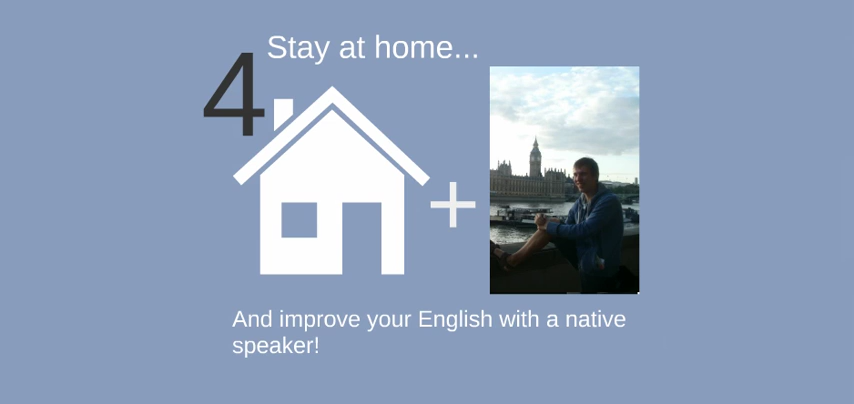 4
Stay at home...
+
And improve your English with a native
speaker!